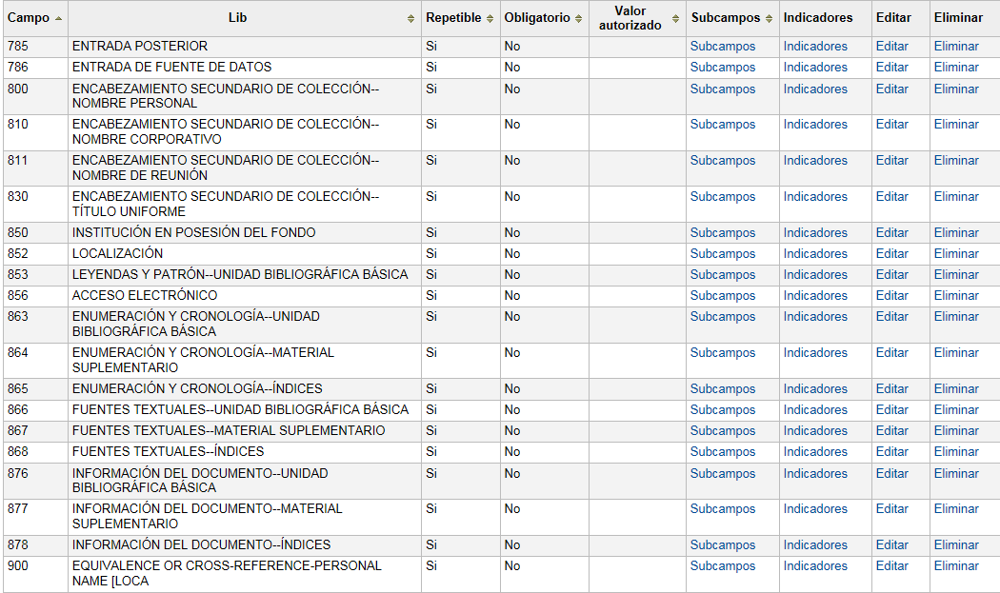 Campo Lib Repetible Obligatorio Valor autorizado Subcampos Indicadores Editar Eliminar
785 ENTRADA POSTERIOR Si No Subcampos Indicadores Editar Eliminar
786 ENTRADA DE FUENTE DE DATOS Si No Subcampos Indicadores Editar Eliminar
800 ENCABEZAMIENTO SECUNDARIO DE COLECCIÓN-- Si No Subcampos Indicadores Editar Eliminar
NOMBRE PERSONAL
810 ENCABEZAMIENTO SECUNDARIO DE COLECCIÓN-- Si No Subcampos Indicadores Editar Eliminar
NOMBRE CORPORATIVO
811 ENCABEZAMIENTO SECUNDARIO DE COLECCIÓN-- Si No Subcampos Indicadores Editar Eliminar
NOMBRE DE REUNIÓN
830 ENCABEZAMIENTO SECUNDARIO DE COLECCIÓN-- Si No Subcampos Indicadores Editar Eliminar
TÍTULO UNIFORME
850 INSTITUCIÓN EN POSESIÓN DEL FONDO Si No Subcampos Indicadores Editar Eliminar
852 LOCALIZACIÓN Si No Subcampos Indicadores Editar Eliminar
853 LEYENDAS Y PATRÓN--UNIDAD BIBLIOGRÁFICA BÁSICA Si No Subcampos Indicadores Editar Eliminar
856 ACCESO ELECTRÓNICO Si No Subcampos Indicadores Editar Eliminar
863 ENUMERACIÓN Y CRONOLOGÍA--UNIDAD Si No Subcampos Indicadores Editar Eliminar
BIBLIOGRÁFICA BÁSICA
864 ENUMERACIÓN Y CRONOLOGÍA--MATERIAL Si No Subcampos Indicadores Editar Eliminar
SUPLEMENTARIO
865 ENUMERACIÓN Y CRONOLOGÍA--ÍNDICES Si No Subcampos Indicadores Editar Eliminar
866 FUENTES TEXTUALES--UNIDAD BIBLIOGRÁFICA BÁSICA Si No Subcampos Indicadores Editar Eliminar
867 FUENTES TEXTUALES--MATERIAL SUPLEMENTARIO Si No Subcampos Indicadores Editar Eliminar
868 FUENTES TEXTUALES--ÍNDICES Si No Subcampos Indicadores Editar Eliminar
876 INFORMACIÓN DEL DOCUMENTO--UNIDAD Si No Subcampos Indicadores Editar Eliminar
BIBLIOGRÁFICA BÁSICA
877 INFORMACIÓN DEL DOCUMENTO--MATERIAL Si No Subcampos Indicadores Editar Eliminar
SUPLEMENTARIO
878 INFORMACIÓN DEL DOCUMENTO--ÍNDICES Si No Subcampos Indicadores Editar Eliminar
900 EQUIVALENCE OR CROSS-REFERENCE-PERSONAL Si No Subcampos Indicadores Editar Eliminar
NAME [LOCA